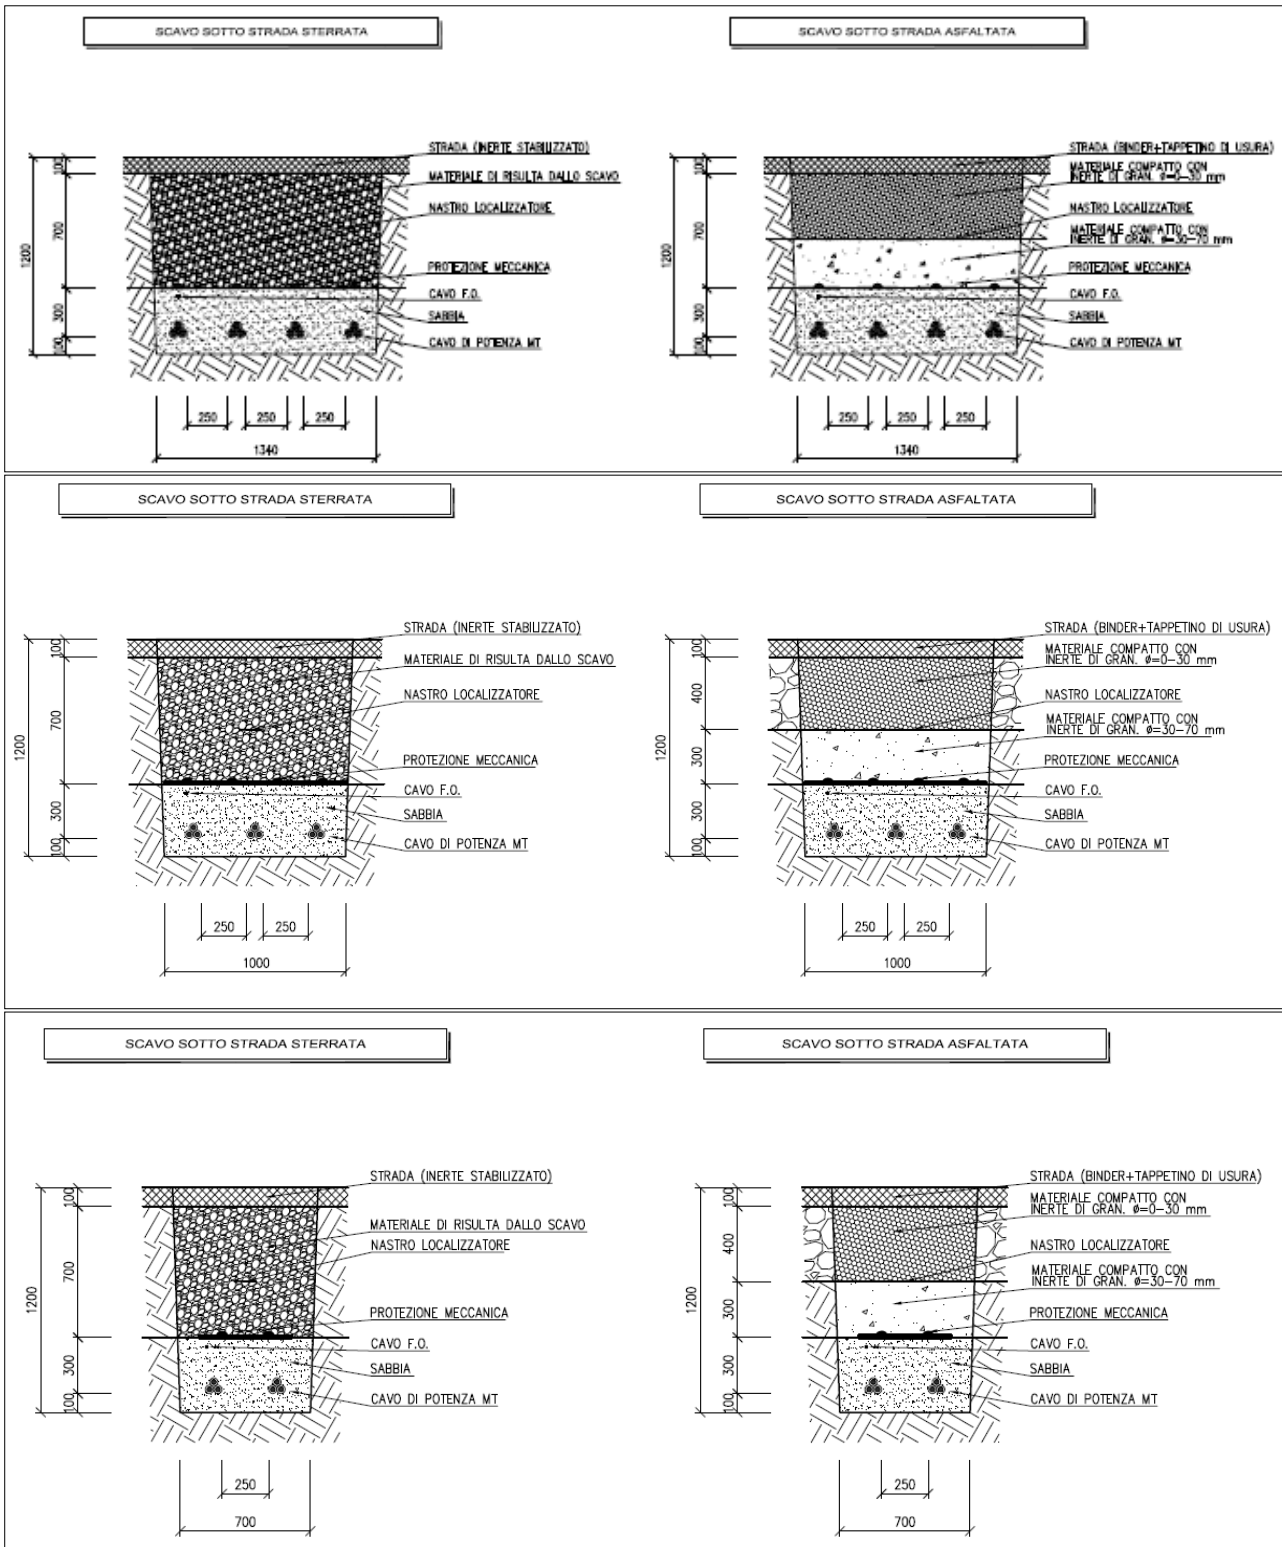 SCAVO SOTTO STRADA STERRATA
STRADA (INERTE STABILIZZATO)
MATERIALE DI RISULTA DALLO SCAVO
NASTRO LOCALIZZATORE
PROTEZIONE MECCANICA
CAVO F.O.
SABBIA
CAVO DI POTENZA MT
1200
100
700
300
100
250
250
250
1340
SCAVO SOTTO STRADA ASFALTATA
STRADA (BINDER+TAPPETINO DI USURA)
MATERIALE COMPATTO CON
INERTE DI GRAN. ø=0-30 mm
NASTRO LOCALIZZATORE
MATERIALE COMPATTO CON
INERTE DI GRAN. ø=30-70 mm
PROTEZIONE MECCANICA
CAVO F.O.
SABBIA
CAVO DI POTENZA MT
1200
100
700
300
100
250
250
250
1340
SCAVO SOTTO STRADA STERRATA
STRADA (INERTE STABILIZZATO)
MATERIALE DI RISULTA DALLO SCAVO
NASTRO LOCALIZZATORE
PROTEZIONE MECCANICA
CAVO F.O.
SABBIA
CAVO DI POTENZA MT
1200
100
700
300
100
250
250
1000
SCAVO SOTTO STRADA ASFALTATA
STRADA (BINDER+TAPPETINO DI USURA)
MATERIALE COMPATTO CON
INERTE DI GRAN. ø=0-30 mm
NASTRO LOCALIZZATORE
MATERIALE COMPATTO CON
INERTE DI GRAN. ø=30-70 mm
PROTEZIONE MECCANICA
CAVO F.O.
SABBIA
CAVO DI POTENZA MT
1200
100
400
300
300
100
250
250
1000
SCAVO SOTTO STRADA STERRATA
STRADA (INERTE STABILIZZATO)
MATERIALE DI RISULTA DALLO SCAVO
NASTRO LOCALIZZATORE
PROTEZIONE MECCANICA
CAVO F.O.
SABBIA
CAVO DI POTENZA MT
1200
100
700
300
100
250
700
SCAVO SOTTO STRADA ASFALTATA
STRADA (BINDER+TAPPETINO DI USURA)
MATERIALE COMPATTO CON
INERTE DI GRAN. ø=0-30 mm
NASTRO LOCALIZZATORE
MATERIALE COMPATTO CON
INERTE DI GRAN. ø=30-70 mm
PROTEZIONE MECCANICA
CAVO F.O.
SABBIA
CAVO DI POTENZA MT
1200
100
400
300
300
100
250
700